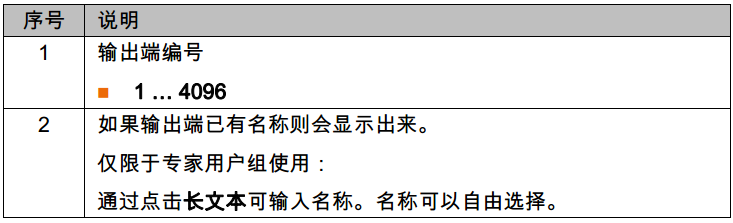 序号 说明
1 输出端编号
■ 1 … 4096
2 如果输出端已有名称则会显示出来。
仅限于专家用户组使用：
通过点击长文本可输入名称。名称可以自由选择。